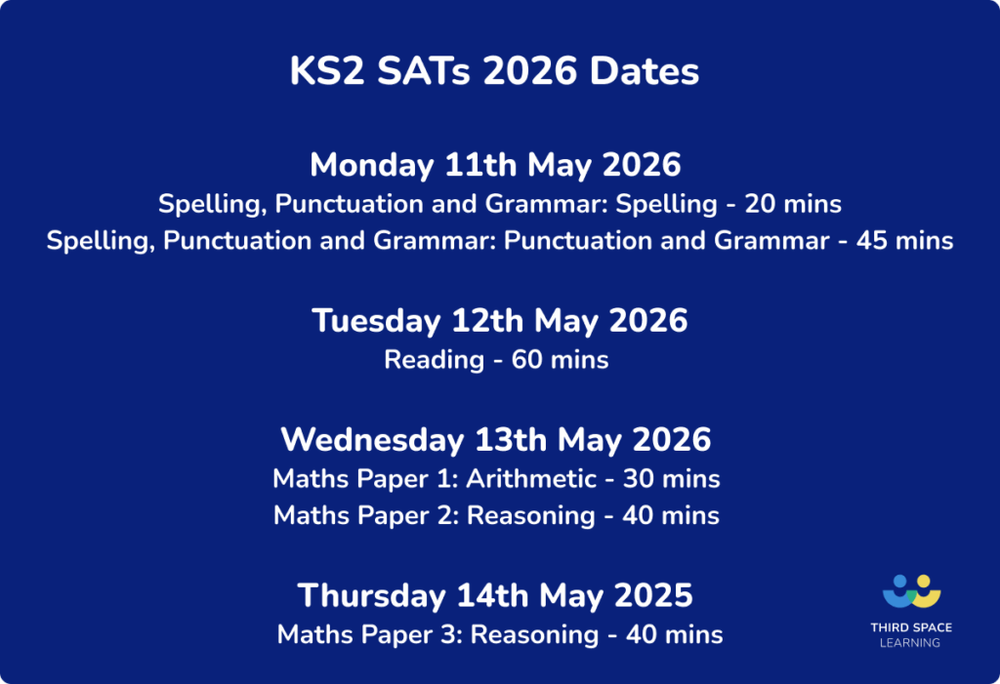 KS2 SATs 2026 Dates
Monday 11th May 2026
Spelling, Punctuation and Grammar: Spelling - 20 mins
Spelling, Punctuation and Grammar: Punctuation and Grammar - 45 mins
Tuesday 12th May 2026
Reading - 60 mins
Wednesday 13th May 2026
Maths Paper 1: Arithmetic - 30 mins
Maths Paper 2: Reasoning - 40 mins
Thursday 14th May 2025
Maths Paper 3: Reasoning - 40 mins
THIRD SPACE
LEARNING